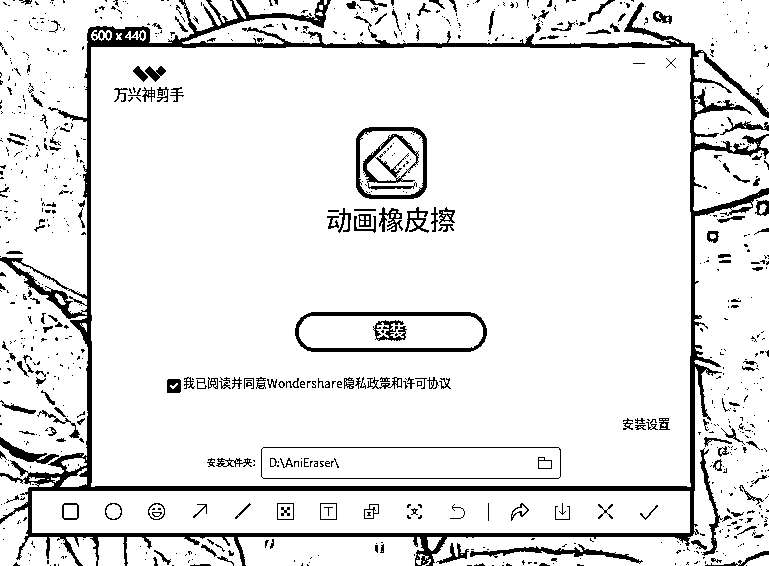 600 x 440
万兴神剪手
动画橡皮擦
安装
我已阅读并同意Wondershare隐私政策和许可协议
安装设置
安装文件夹: D:\AniEraser\